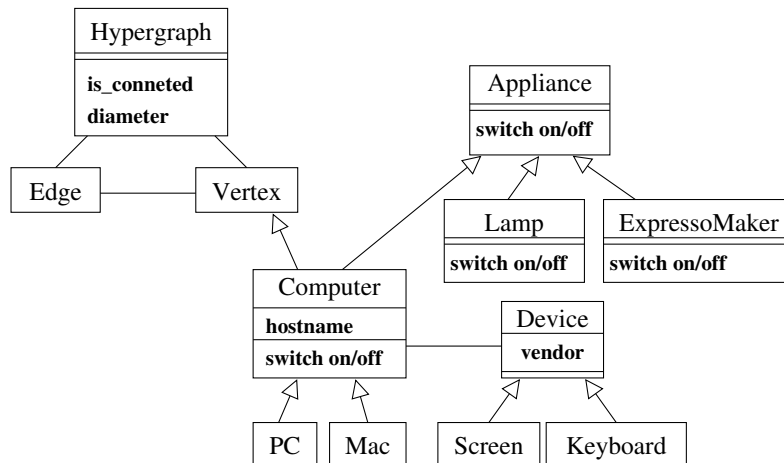 Hypergraph
is_conneted
diameter
Appliance
switch on/off
Edge
Vertex
Lamp
switch on/off
ExpressoMaker
switch on/off
Computer
hostname
switch on/off
Device
vendor
PC
Mac
Screen
Keyboard